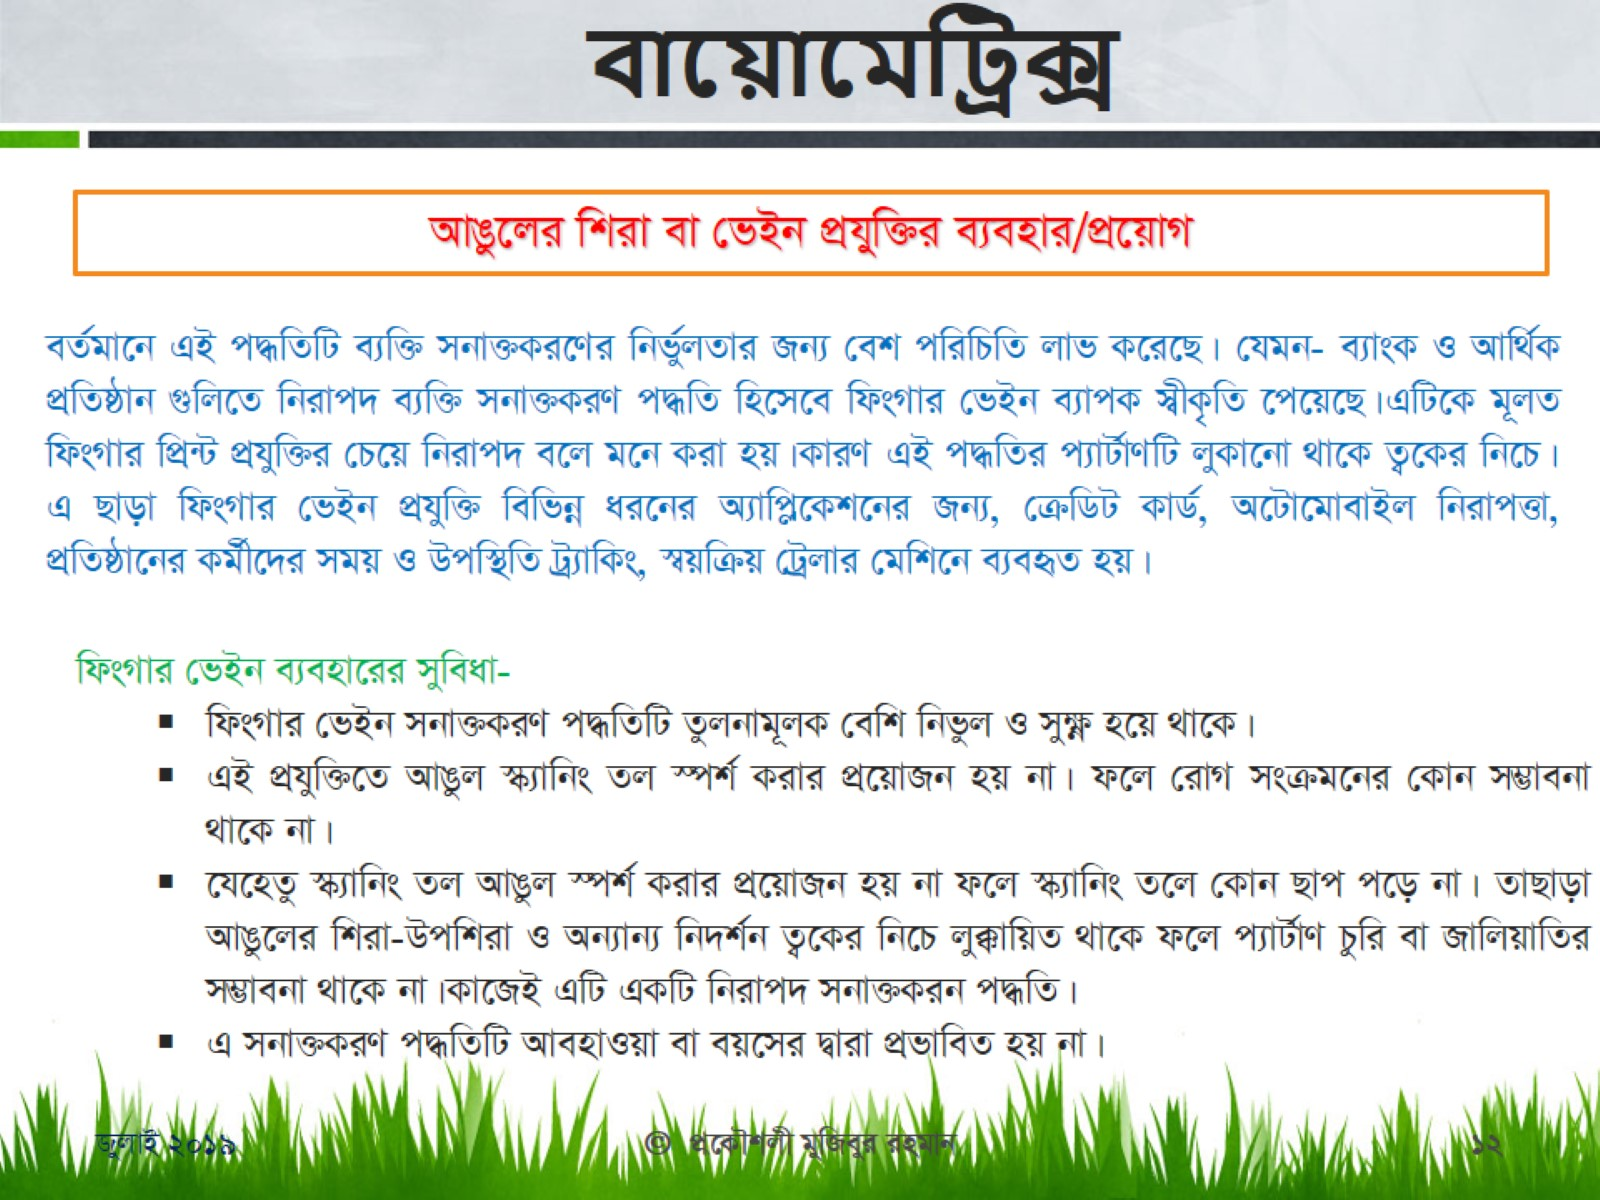 বায়োমেট্রিক্স
আঙুলের শিরা বা ভেইন প্রযুক্তির ব্যবহার/প্রয়োগ
বর্তমানে এই পদ্ধতিটি ব্যক্তি সনাক্তকরণের নির্ভুলতার জন্য বেশ পরিচিতি লাভ করেছে। যেমন- ব্যাংক ও আর্থিক
প্রতিষ্ঠান গুলিতে নিরাপদ ব্যক্তি সনাক্তকরণ পদ্ধতি হিসেবে ফিংগার ভেইন ব্যাপক স্বীকৃতি পেয়েছে।এটিকে মূলত
ফিংগার প্রিন্ট প্রযুক্তির চেয়ে নিরাপদ বলে মনে করা হয়।কারণ এই পদ্ধতির প্যার্টাণটি লুকানো থাকে ত্বকের নিচে।
এ ছাড়া ফিংগার ভেইন প্রযুক্তি বিভিন্ন ধরনের অ্যাপ্লিকেশনের জন্য, ক্রেডিট কার্ড, অটোমোবাইল নিরাপত্তা,
প্রতিষ্ঠানের কর্মীদের সময় ও উপস্থিতি ট্র্যাকিং, স্বয়ক্রিয় ট্রেলার মেশিনে ব্যবহৃত হয়।
ফিংগার ভেইন ব্যবহারের সুবিধা-
▪ ফিংগার ভেইন সনাক্তকরণ পদ্ধতিটি তুলনামূলক বেশি নিভুল ও সুক্ষ্ণ হয়ে থাকে।
▪ এই প্রযুক্তিতে আঙুল স্ক্যানিং তল স্পর্শ করার প্রয়োজন হয় না। ফলে রোগ সংক্রমনের কোন সম্ভাবনা
থাকে না।
▪ যেহেতু স্ক্যানিং তল আঙুল স্পর্শ করার প্রয়োজন হয় না ফলে স্ক্যানিং তলে কোন ছাপ পড়ে না। তাছাড়া
আঙুলের শিরা-উপশিরা ও অন্যান্য নিদর্শন ত্বকের নিচে লুক্কায়িত থাকে ফলে প্যার্টাণ চুরি বা জালিয়াতির
সম্ভাবনা থাকে না।কাজেই এটি একটি নিরাপদ সনাক্তকরন পদ্ধতি।
▪ এ সনাক্তকরণ পদ্ধতিটি আবহাওয়া বা বয়সের দ্বারা প্রভাবিত হয় না।
জুলাই ২০১৯ © প্রকৌশলী মুজিবুর রহমান ১২